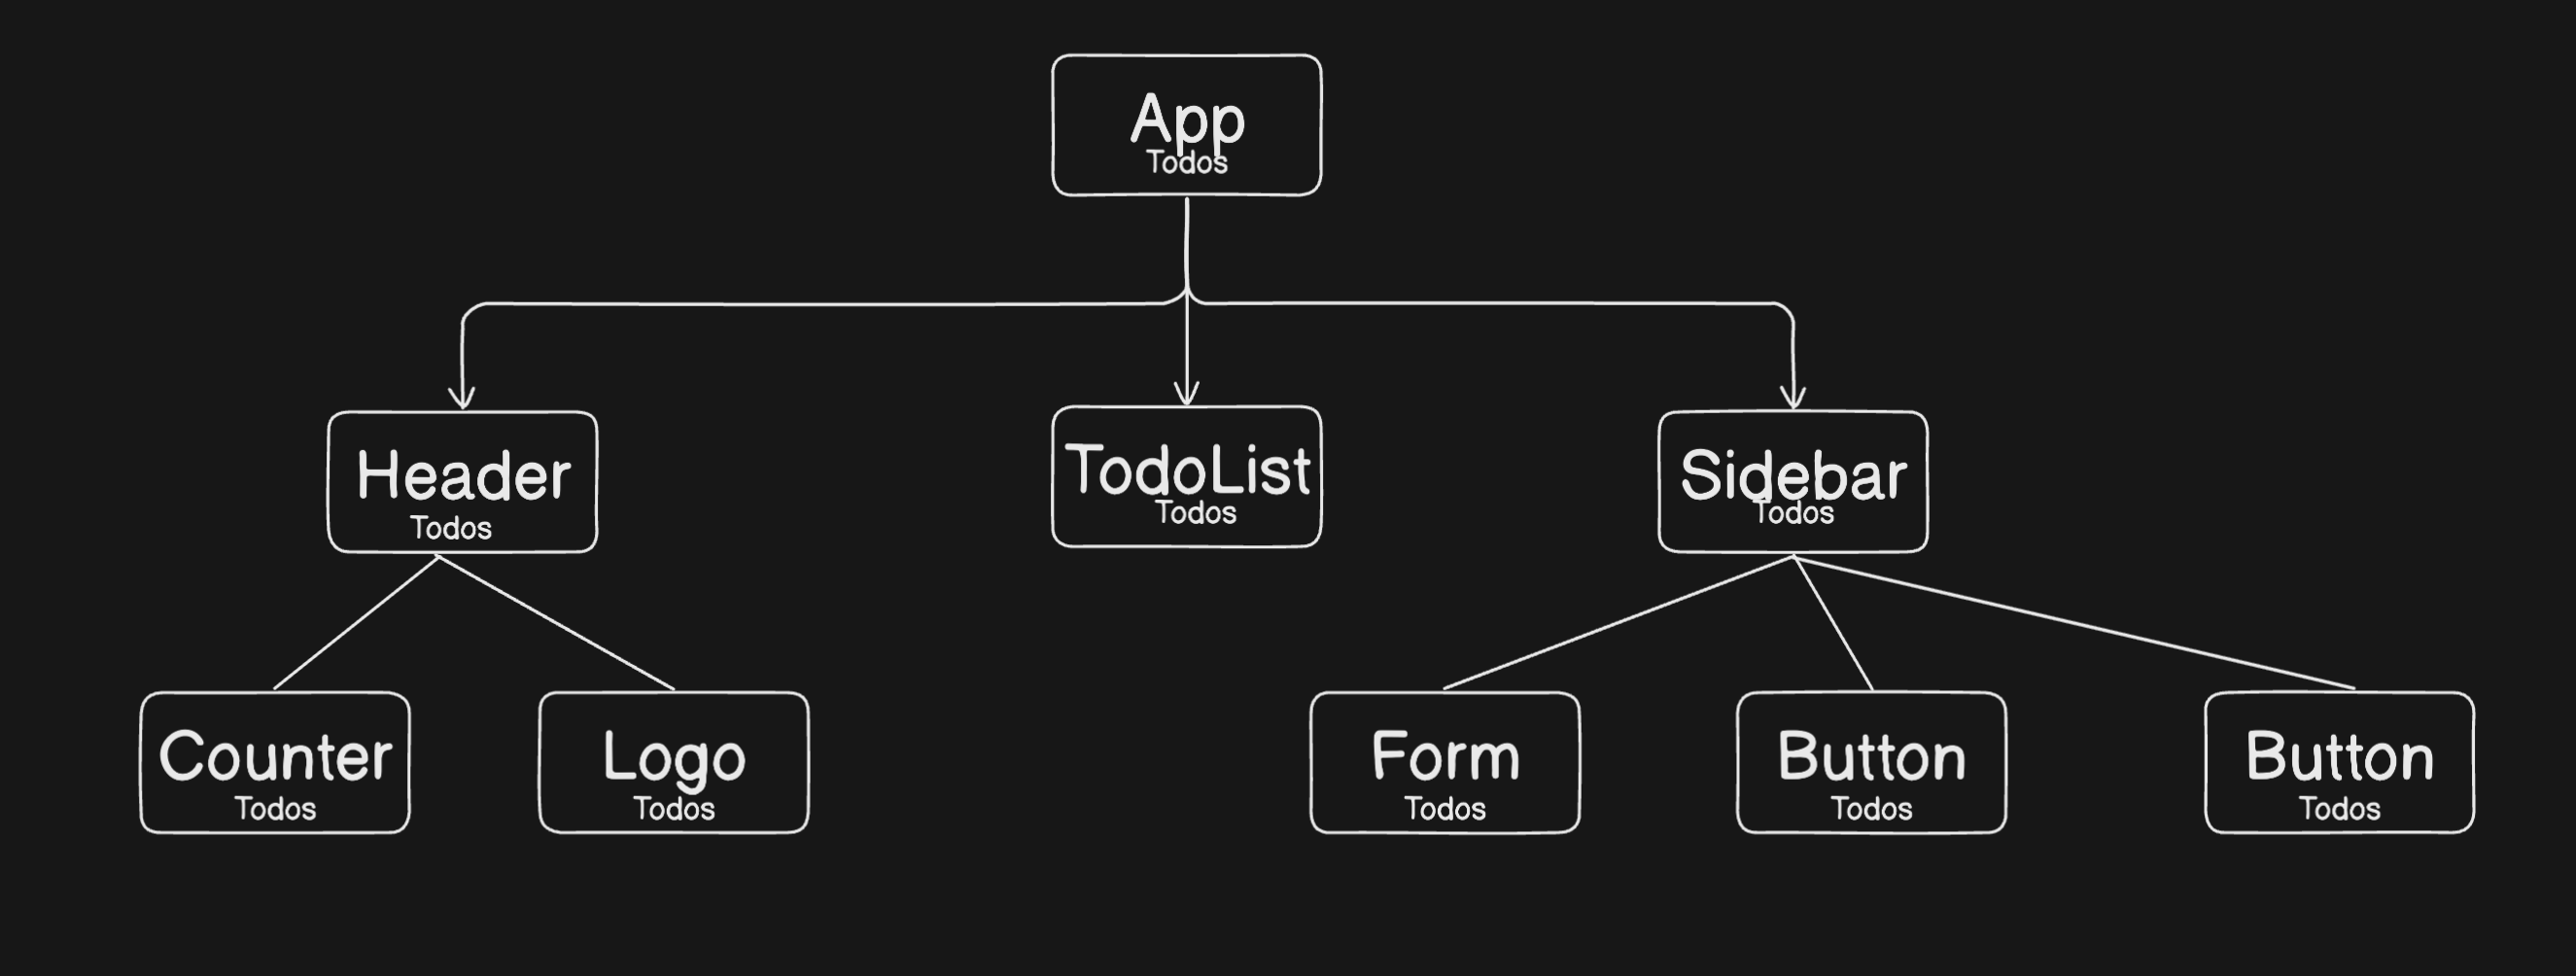 App
Todos
Header
Todos
TodoList
Todos
Sidebar
Todos
Counter
Todos
Logo
Todos
Form
Todos
Button
Todos
Button
Todos